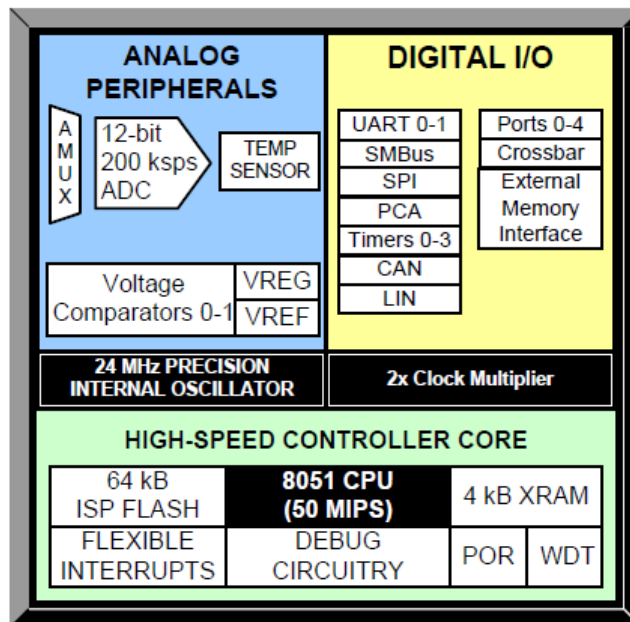 ANALOG
PERIPHERALS
A
M
U
X
12-bit
200 ksps
ADC
TEMP
SENSOR
Voltage
Comparators 0-1
VREG
VREF
DIGITAL I/O
UART 0-1
SMBus
SPI
PCA
Timers 0-3
CAN
LIN
Ports 0-4
Crossbar
External
Memory
Interface
24 MHz PRECISION
INTERNAL OSCILLATOR
2x Clock Multiplier
HIGH-SPEED CONTROLLER CORE
64 kB
ISP FLASH
8051 CPU
(50 MIPS)
4 kB XRAM
FLEXIBLE
INTERRUPTS
DEBUG
CIRCUITRY
POR
WDT